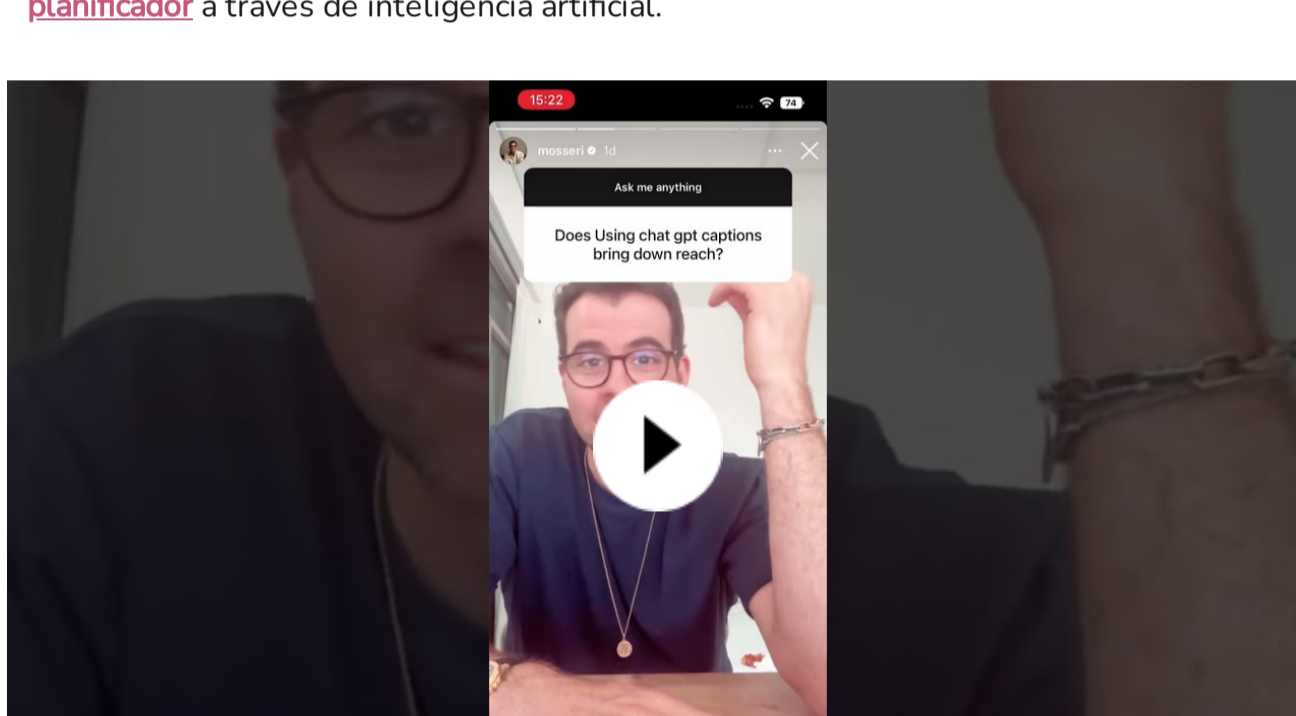 planificador a través de inteligencia artificial.
15:22
74
mosseri 1d
Ask me anything
Does Using chat gpt captions
bring down reach?